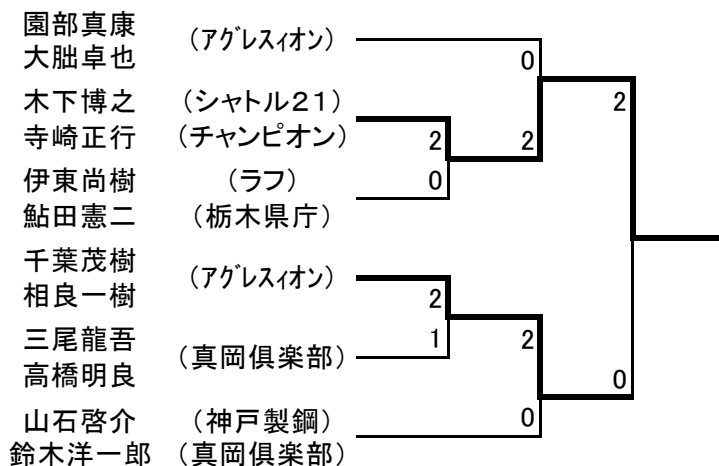 園部真康 (アグレスィオン)
大朏卓也
0
木下博之 (シャトル21)
2
寺崎正行 (チャンピオン) 2 2
伊東尚樹 (ラフ) 0
鮎田憲二 (栃木県庁)
千葉茂樹 (アグレスィオン)
相良一樹 2
三尾龍吾 (真岡倶楽部) 1 2
高橋明良 0
山石啓介 (神戸製鋼) 0
鈴木洋一郎 (真岡倶楽部)